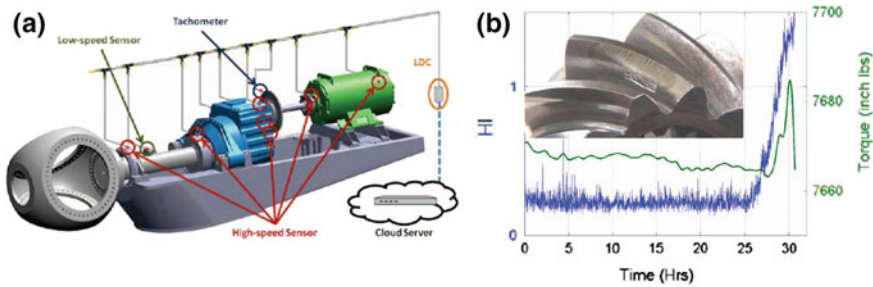 (a)
Tachometer
Low-speed Sensor
LDC
High-speed Sensor
Cloud Server
(b)
HI
1
0
0 5 10 15 20 25 30
Time (Hrs)
7700
7680
7660
Torque (inch lbs)